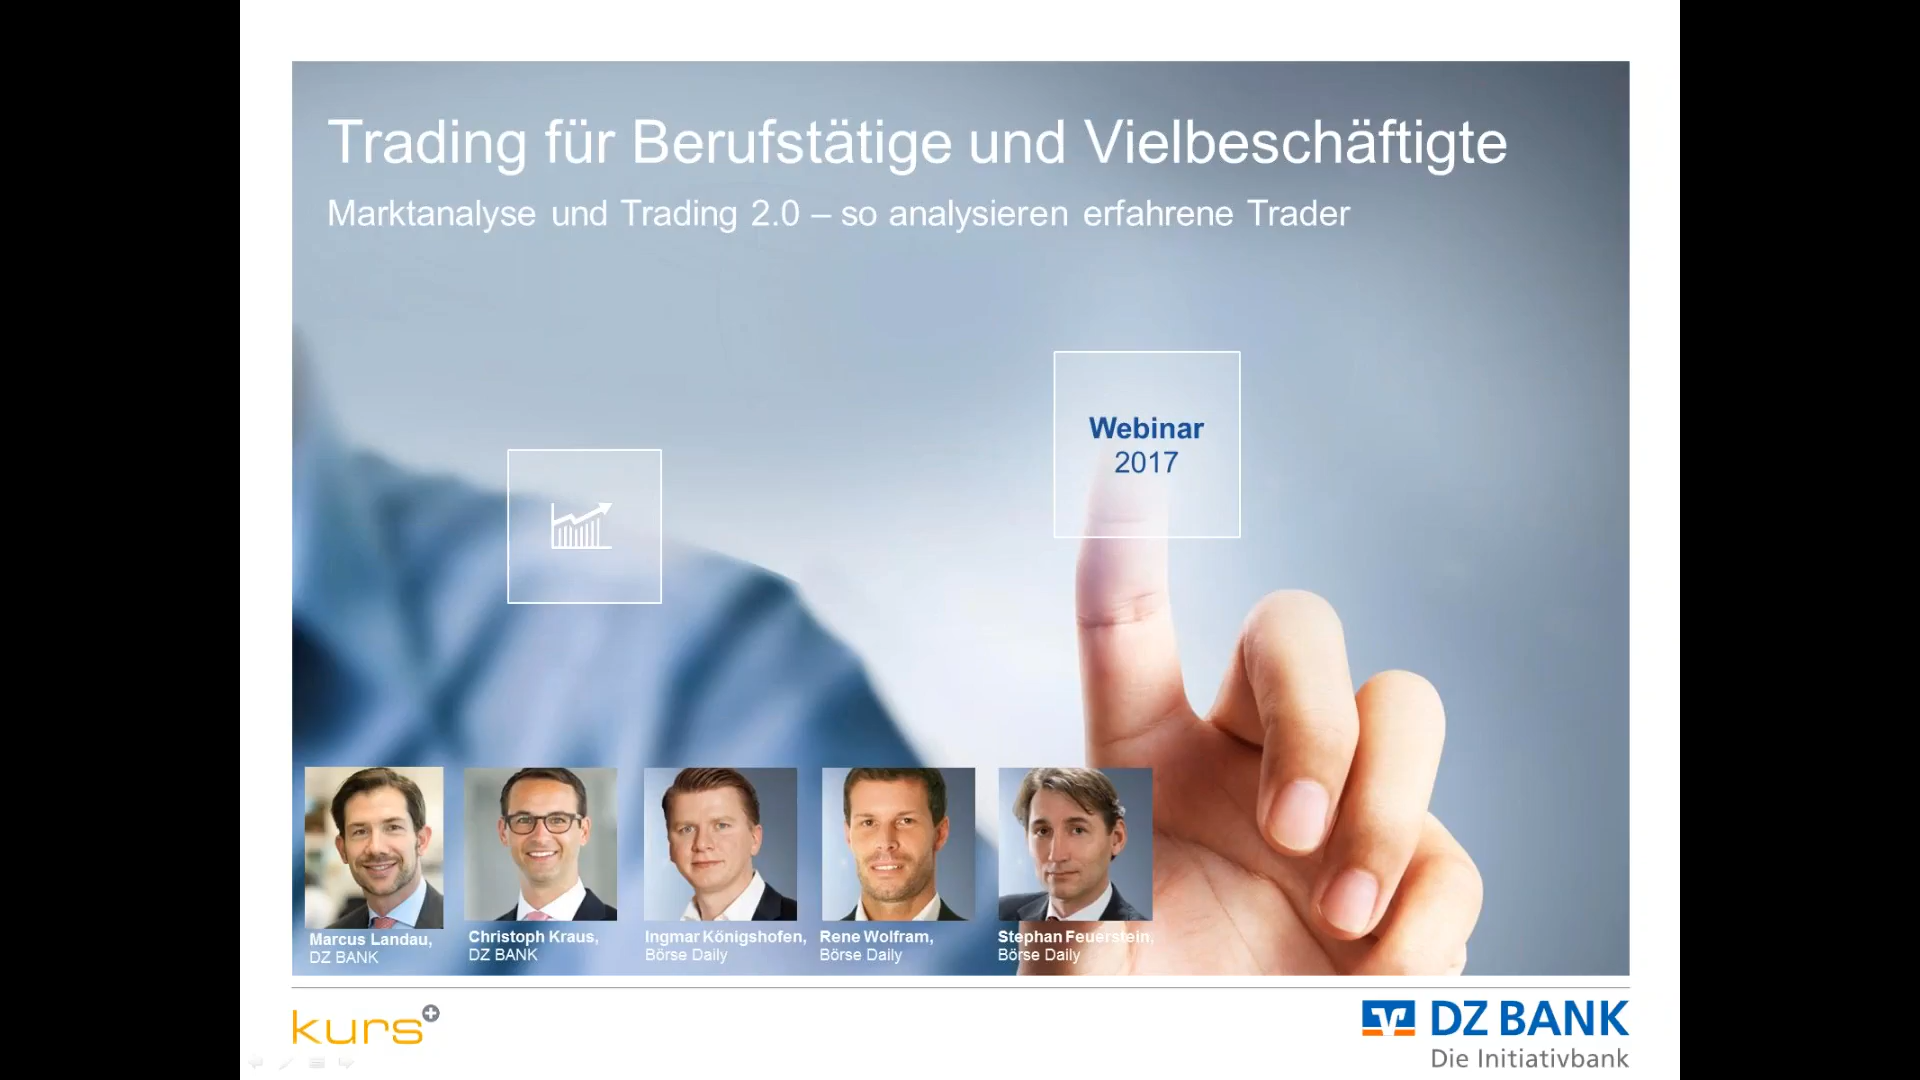 Trading für Berufstätige und Vielbeschäftigte
Marktanalyse und Trading 2.0 – so analysieren erfahrene Trader
Webinar
2017
Marcus Landau,
DZ BANK
Christoph Kraus,
DZ BANK
Ingmar Königshofen,
Börse Daily
Rene Wolfram,
Börse Daily
Stephan Feuerstein,
Börse Daily
kurs+
DZ BANK
Die Initiativbank